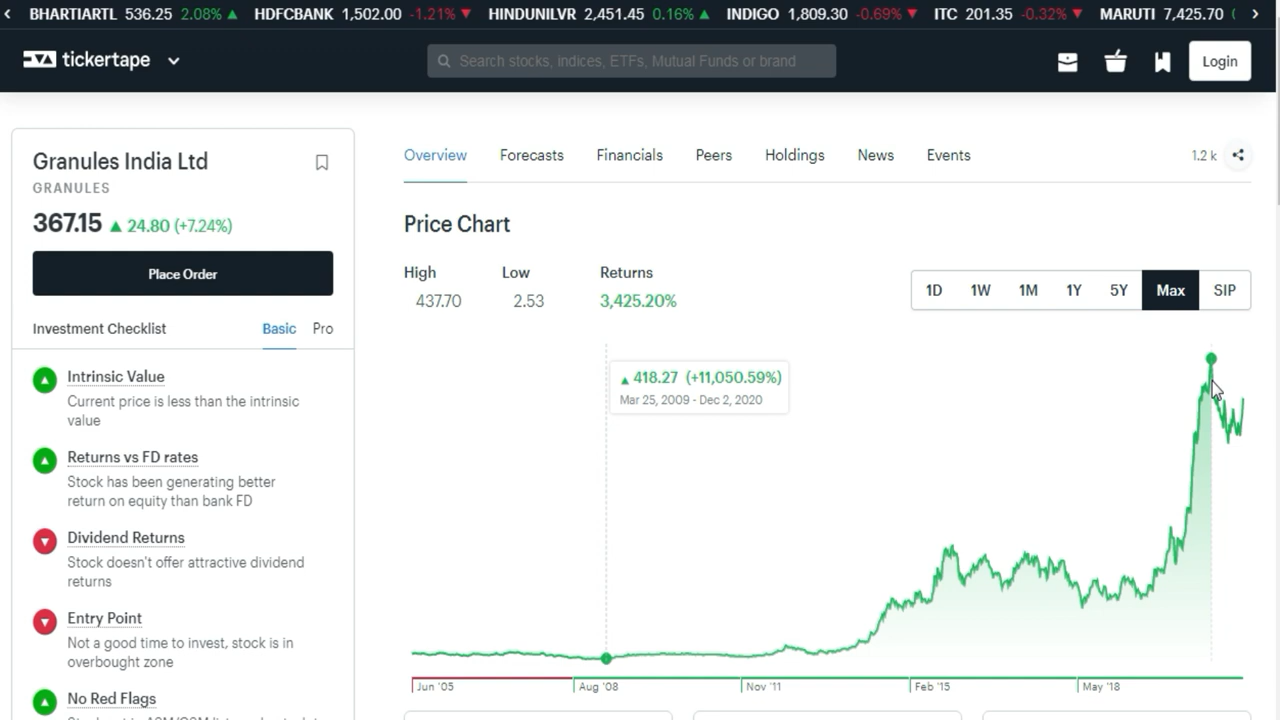 BHARTIARTL 536.25 2.08% ▲ HDFCBANK 1,502.00 -1.21% ▼ HINDUNILVR 2,451.45 0.16% ▲ INDIGO 1,809.30 -0.69% ▼ ITC 201.35 -0.32% ▼ MARUTI 7,425.70
tickertape
Search stocks, indices, ETFs, Mutual Funds or brand
Login
Granules India Ltd
GRANULES
367.15 ▲ 24.80 (+7.24%)
Place Order
Investment Checklist Basic Pro
Intrinsic Value
Current price is less than the intrinsic
value
Returns vs FD rates
Stock has been generating better
return on equity than bank FD
Dividend Returns
Stock doesn't offer attractive dividend
returns
Entry Point
Not a good time to invest, stock is in
overbought zone
No Red Flags
Overview Forecasts Financials Peers Holdings News Events 1.2 k
Price Chart
High Low Returns
437.70 2.53 3,425.20%
1D 1W 1M 1Y 5Y Max SIP
▲ 418.27 (+11,050.59%)
Mar 25, 2009 - Dec 2, 2020
Jun '05 Aug '08 Nov '11 Feb '15 May '18